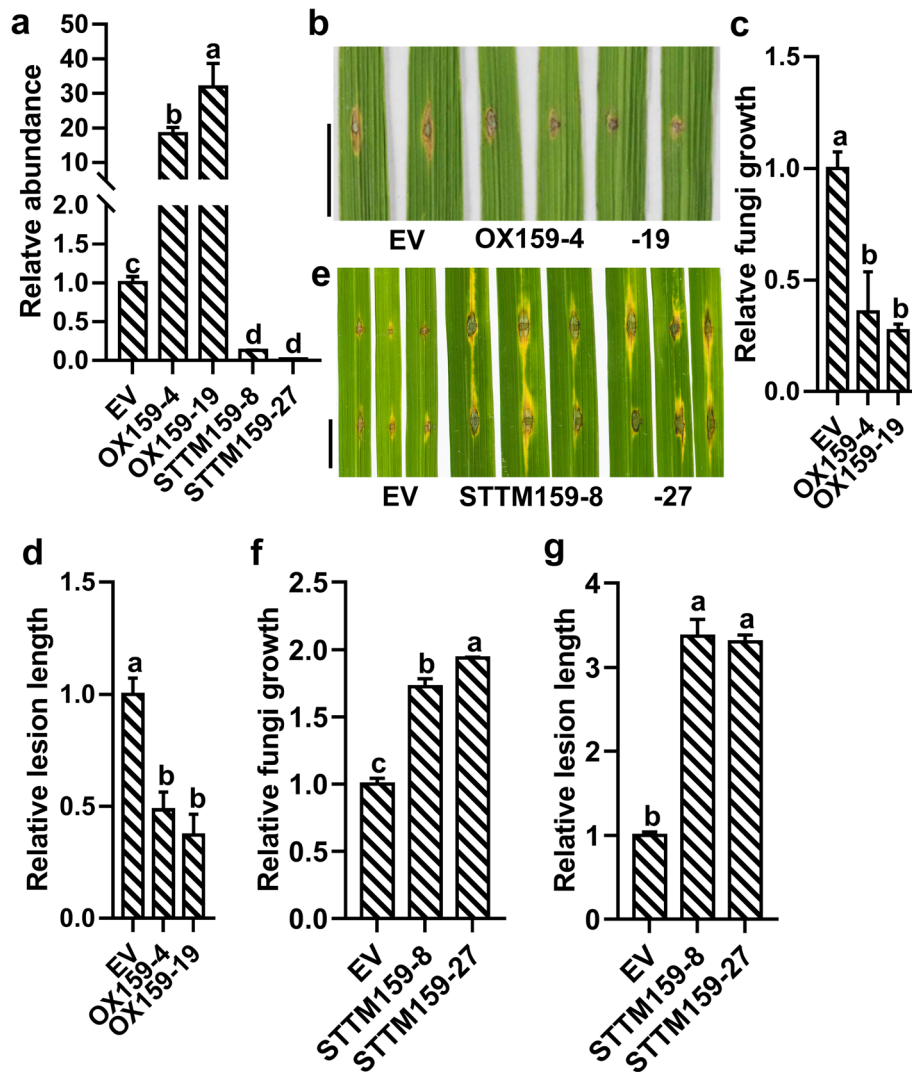 a
Relatve abundance
50
40
30
20
10
2.0
1.5
1.0
0.5
0.0
c
b
a
d
d
EV
OX159-4
OX159-19
STTM159-8
STTM159-27
b
EV OX159-4 -19
c
Relatve fungi growth
1.5
1.0
0.5
0.0
a
b
b
EV
OX159-4
OX159-19
e
EV STTM159-8 -27
d
Relative lesion length
1.5
1.0
0.5
0.0
a
b
b
EV
OX159-4
OX159-19
f
Relative fungi growth
2.5
2.0
1.5
1.0
0.5
0.0
c
b
a
EV
STTM159-8
STTM159-27
g
Relative lesion length
4
3
2
1
0
b
a
a
EV
STTM159-8
STTM159-27